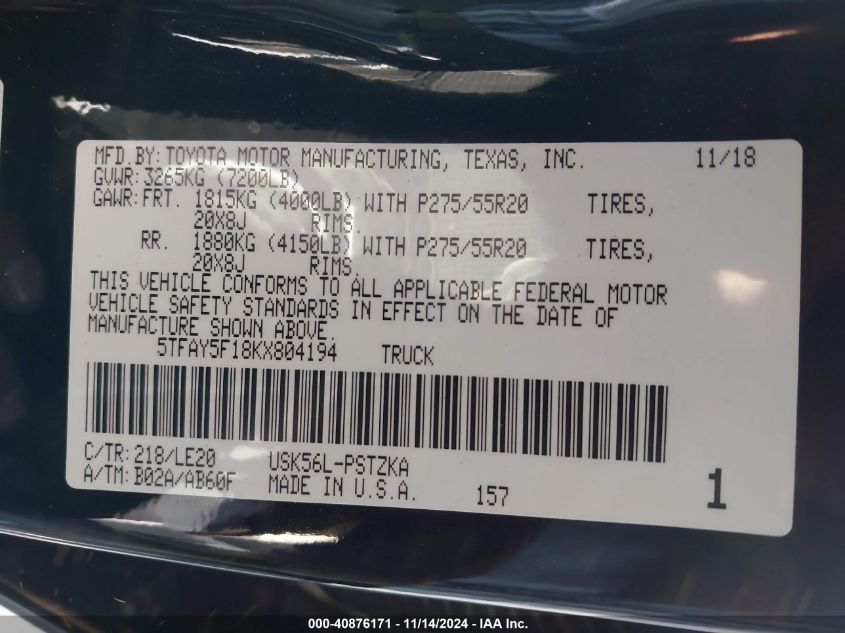 MFD.BY: TOYOTA MOTOR MANUFACTURING, TEXAS, INC. 11/18
GVWR: 3265KG (7200LB)
GAWR: FRT. 1815KG (4000LB) WITH P275/55R20 TIRES,
20X8J RIMS.
RR. 1880KG (4150LB) WITH P275/55R20 TIRES,
20X8J RIMS.
THIS VEHICLE CONFORMS TO ALL APPLICABLE FEDERAL MOTOR
VEHICLE SAFETY STANDARDS IN EFFECT ON THE DATE OF
MANUFACTURE SHOWN ABOVE.
5TFAY5F18KX804194 TRUCK
C/TR: 218/LE20 USK56L-PSTZKA
A/TM: B02A/AB60F MADE IN U.S.A. 157 1
000-40876171 - 11/14/2024 - IAA Inc.